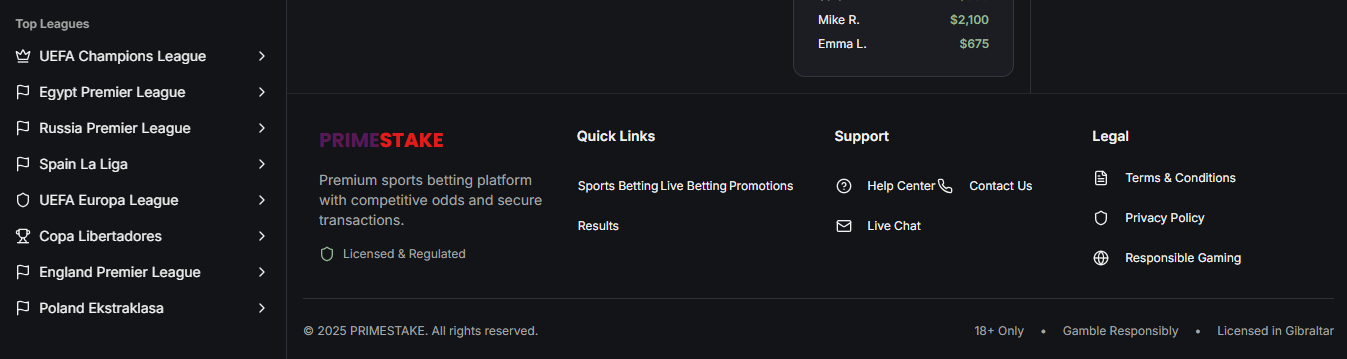 Top Leagues
UEFA Champions League
Egypt Premier League
Russia Premier League
Spain La Liga
UEFA Europa League
Copa Libertadores
England Premier League
Poland Ekstraklasa
Mike R. $2,100
Emma L. $675
PRIMESTAKE
Premium sports betting platform
with competitive odds and secure
transactions.
Licensed & Regulated
Quick Links
Sports Betting Live Betting Promotions
Results
Support
Help Center Contact Us
Live Chat
Legal
Terms & Conditions
Privacy Policy
Responsible Gaming
© 2025 PRIMESTAKE. All rights reserved.
18+ Only • Gamble Responsibly • Licensed in Gibraltar